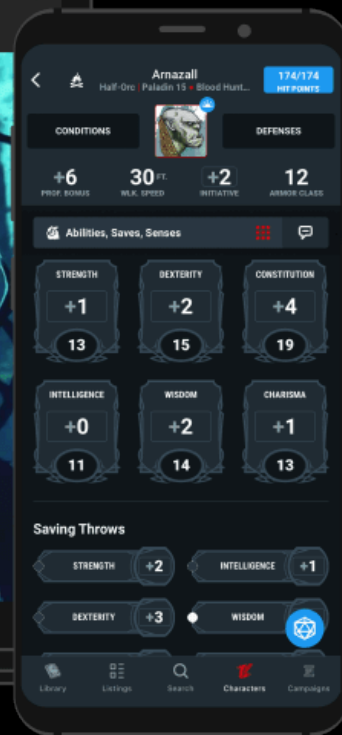 Arnazall
174/174
Half-Orc | Paladin 15 • Blood Hunt...
HIT POINTS
CONDITIONS
DEFENSES
+6
30 FT.
+2
12
PROF. BONUS
WLK. SPEED
INITIATIVE
ARMOR CLASS
Abilities, Saves, Senses
STRENGTH
DEXTERITY
CONSTITUTION
+1
+2
+4
13
15
19
INTELLIGENCE
WISDOM
CHARISMA
+0
+2
+1
11
14
13
Saving Throws
STRENGTH +2
INTELLIGENCE +1
DEXTERITY +3
WISDOM
Library
Listings
Search
Characters
Campaigns